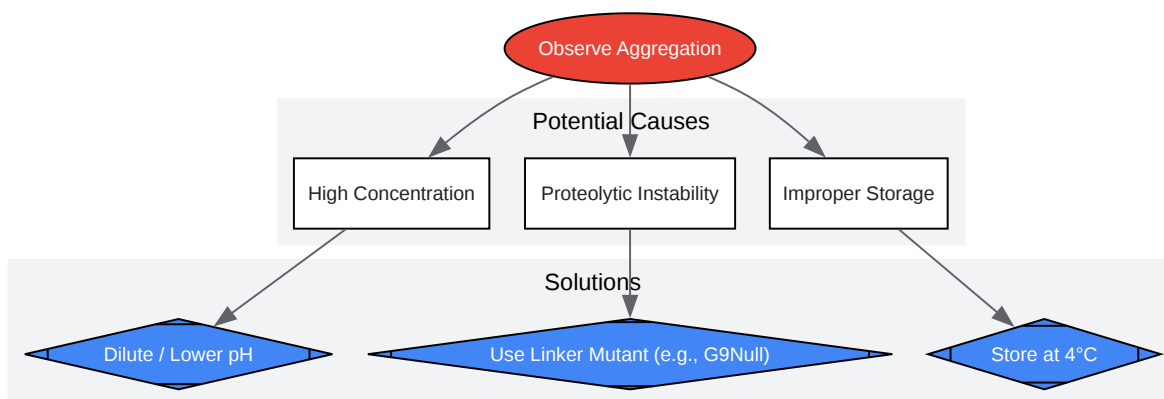 Observe Aggregation
Potential Causes
High Concentration
Proteolytic Instability
Improper Storage
Solutions
Dilute / Lower pH
Use Linker Mutant (e.g., G9Null)
Store at 4°C